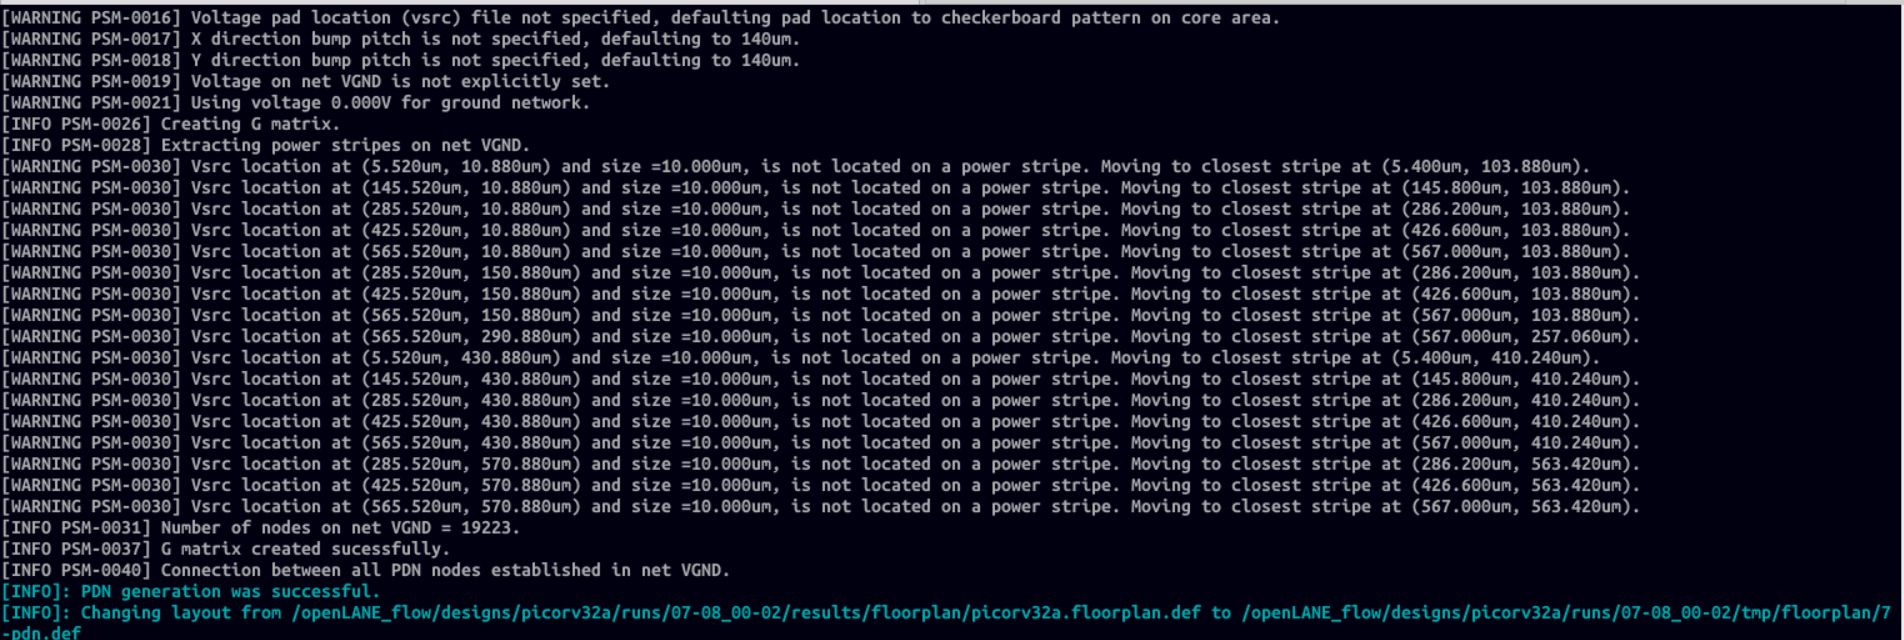 [WARNING PSM-0016] Voltage pad location (vsrc) file not specified, defaulting pad location to checkerboard pattern on core area.
[WARNING PSM-0017] X direction bump pitch is not specified, defaulting to 140um.
[WARNING PSM-0018] Y direction bump pitch is not specified, defaulting to 140um.
[WARNING PSM-0019] Voltage on net VGND is not explicitly set.
[WARNING PSM-0021] Using voltage 0.000V for ground network.
[INFO PSM-0026] Creating G matrix.
[INFO PSM-0028] Extracting power stripes on net VGND.
[WARNING PSM-0030] Vsrc location at (5.520um, 10.880um) and size =10.000um, is not located on a power stripe. Moving to closest stripe at (5.400um, 103.880um).
[WARNING PSM-0030] Vsrc location at (145.520um, 10.880um) and size =10.000um, is not located on a power stripe. Moving to closest stripe at (145.800um, 103.880um).
[WARNING PSM-0030] Vsrc location at (285.520um, 10.880um) and size =10.000um, is not located on a power stripe. Moving to closest stripe at (286.200um, 103.880um).
[WARNING PSM-0030] Vsrc location at (425.520um, 10.880um) and size =10.000um, is not located on a power stripe. Moving to closest stripe at (426.600um, 103.880um).
[WARNING PSM-0030] Vsrc location at (565.520um, 10.880um) and size =10.000um, is not located on a power stripe. Moving to closest stripe at (567.000um, 103.880um).
[WARNING PSM-0030] Vsrc location at (285.520um, 150.880um) and size =10.000um, is not located on a power stripe. Moving to closest stripe at (286.200um, 103.880um).
[WARNING PSM-0030] Vsrc location at (425.520um, 150.880um) and size =10.000um, is not located on a power stripe. Moving to closest stripe at (426.600um, 103.880um).
[WARNING PSM-0030] Vsrc location at (565.520um, 150.880um) and size =10.000um, is not located on a power stripe. Moving to closest stripe at (567.000um, 103.880um).
[WARNING PSM-0030] Vsrc location at (565.520um, 290.880um) and size =10.000um, is not located on a power stripe. Moving to closest stripe at (567.000um, 257.060um).
[WARNING PSM-0030] Vsrc location at (5.520um, 430.880um) and size =10.000um, is not located on a power stripe. Moving to closest stripe at (5.400um, 410.240um).
[WARNING PSM-0030] Vsrc location at (145.520um, 430.880um) and size =10.000um, is not located on a power stripe. Moving to closest stripe at (145.800um, 410.240um).
[WARNING PSM-0030] Vsrc location at (285.520um, 430.880um) and size =10.000um, is not located on a power stripe. Moving to closest stripe at (286.200um, 410.240um).
[WARNING PSM-0030] Vsrc location at (425.520um, 430.880um) and size =10.000um, is not located on a power stripe. Moving to closest stripe at (426.600um, 410.240um).
[WARNING PSM-0030] Vsrc location at (565.520um, 430.880um) and size =10.000um, is not located on a power stripe. Moving to closest stripe at (567.000um, 410.240um).
[WARNING PSM-0030] Vsrc location at (285.520um, 570.880um) and size =10.000um, is not located on a power stripe. Moving to closest stripe at (286.200um, 563.420um).
[WARNING PSM-0030] Vsrc location at (425.520um, 570.880um) and size =10.000um, is not located on a power stripe. Moving to closest stripe at (426.600um, 563.420um).
[WARNING PSM-0030] Vsrc location at (565.520um, 570.880um) and size =10.000um, is not located on a power stripe. Moving to closest stripe at (567.000um, 563.420um).
[INFO PSM-0031] Number of nodes on net VGND = 19223.
[INFO PSM-0037] G matrix created sucessfully.
[INFO PSM-0040] Connection between all PDN nodes established in net VGND.
[INFO]: PDN generation was successful.
[INFO]: Changing layout from /openLANE_flow/designs/picorv32a/runs/07-08_00-02/results/floorplan/picorv32a.floorplan.def to /openLANE_flow/designs/picorv32a/runs/07-08_00-02/tmp/floorplan/7
-pdn.def